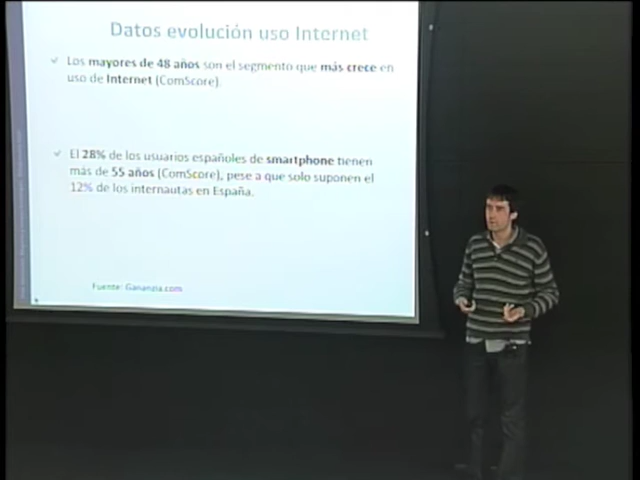 Datos evolución uso Internet
Los mayores de 48 años son el segmento que más crece en
uso de Internet (ComScore).
El 28% de los usuarios españoles de smartphone tienen
más de 55 años (ComScore), pese a que solo suponen el
12% de los internautas en España.
Fuente: Gananzia.com